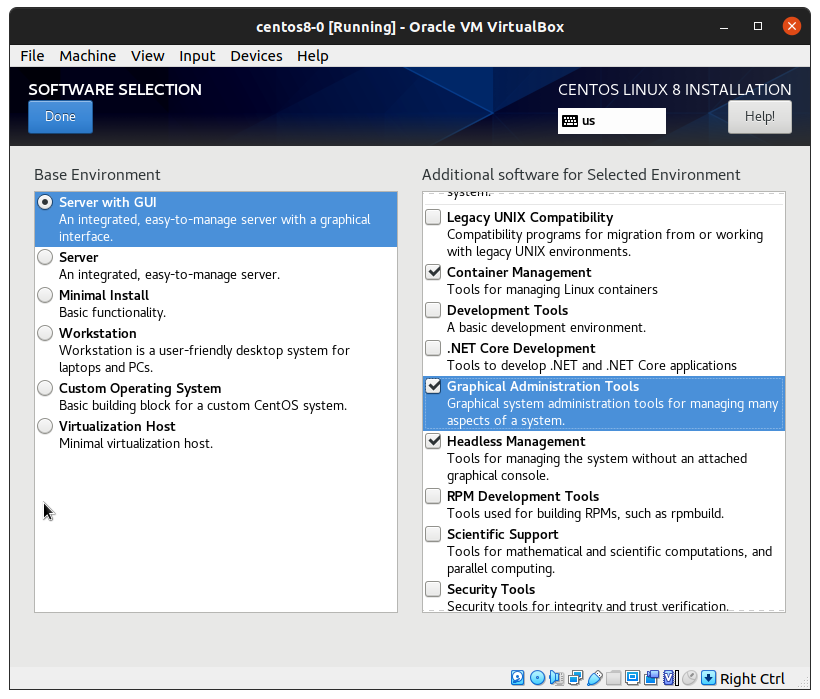 centos8-0 [Running] - Oracle VM VirtualBox
File Machine View Input Devices Help
SOFTWARE SELECTION
Done
CENTOS LINUX 8 INSTALLATION
us
Help!
Base Environment
Server with GUI
An integrated, easy-to-manage server with a graphical
interface.
Server
An integrated, easy-to-manage server.
Minimal Install
Basic functionality.
Workstation
Workstation is a user-friendly desktop system for
laptops and PCs.
Custom Operating System
Basic building block for a custom CentOS system.
Virtualization Host
Minimal virtualization host.
Additional software for Selected Environment
system.
Legacy UNIX Compatibility
Compatibility programs for migration from or working
with legacy UNIX environments.
Container Management
Tools for managing Linux containers
Development Tools
A basic development environment.
.NET Core Development
Tools to develop .NET and .NET Core applications
Graphical Administration Tools
Graphical system administration tools for managing many
aspects of a system.
Headless Management
Tools for managing the system without an attached
graphical console.
RPM Development Tools
Tools used for building RPMs, such as rpmbuild.
Scientific Support
Tools for mathematical and scientific computations, and
parallel computing.
Security Tools
Security tools for integrity and trust verification.
Right Ctrl